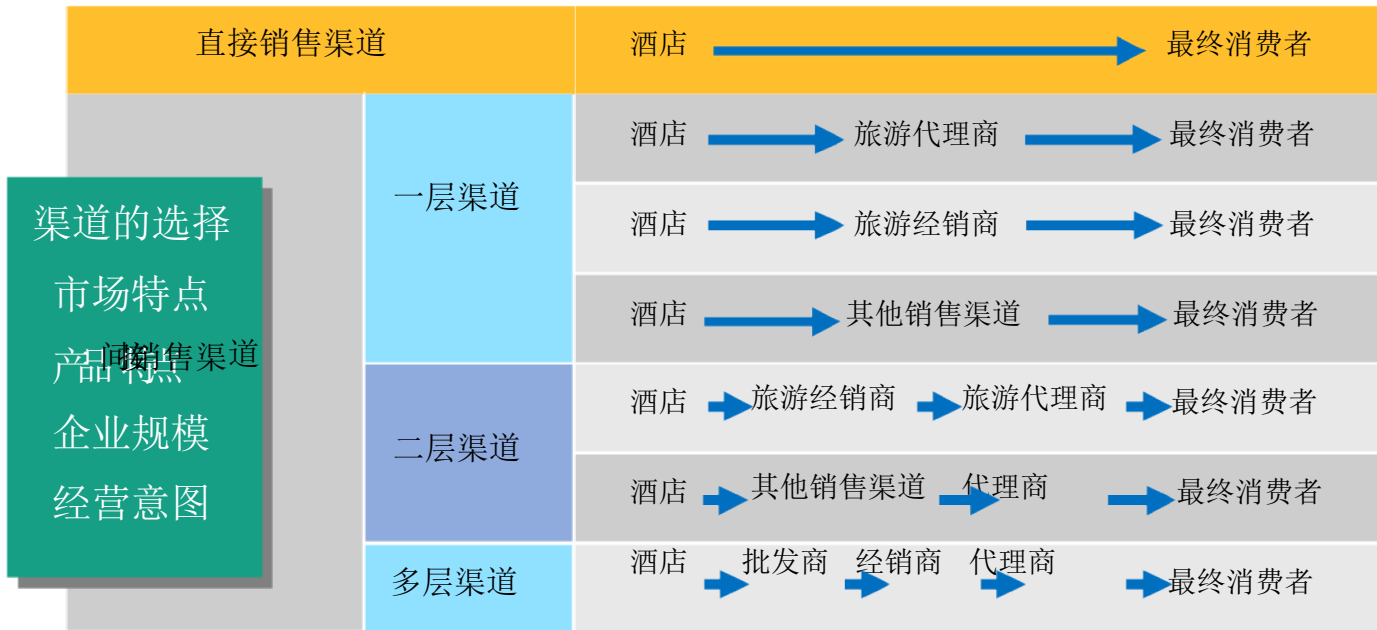 直接销售渠道 酒店 最终消费者
酒店 旅游代理商 最终消费者
一层渠道
酒店 旅游经销商 最终消费者
酒店 其他销售渠道 最终消费者
渠道的选择
市场特点
产品特点
间接销售渠道
企业规模
经营意图
酒店 旅游经销商 旅游代理商 最终消费者
二层渠道
酒店 其他销售渠道 代理商 最终消费者
多层渠道
酒店 批发商 经销商 代理商 最终消费者